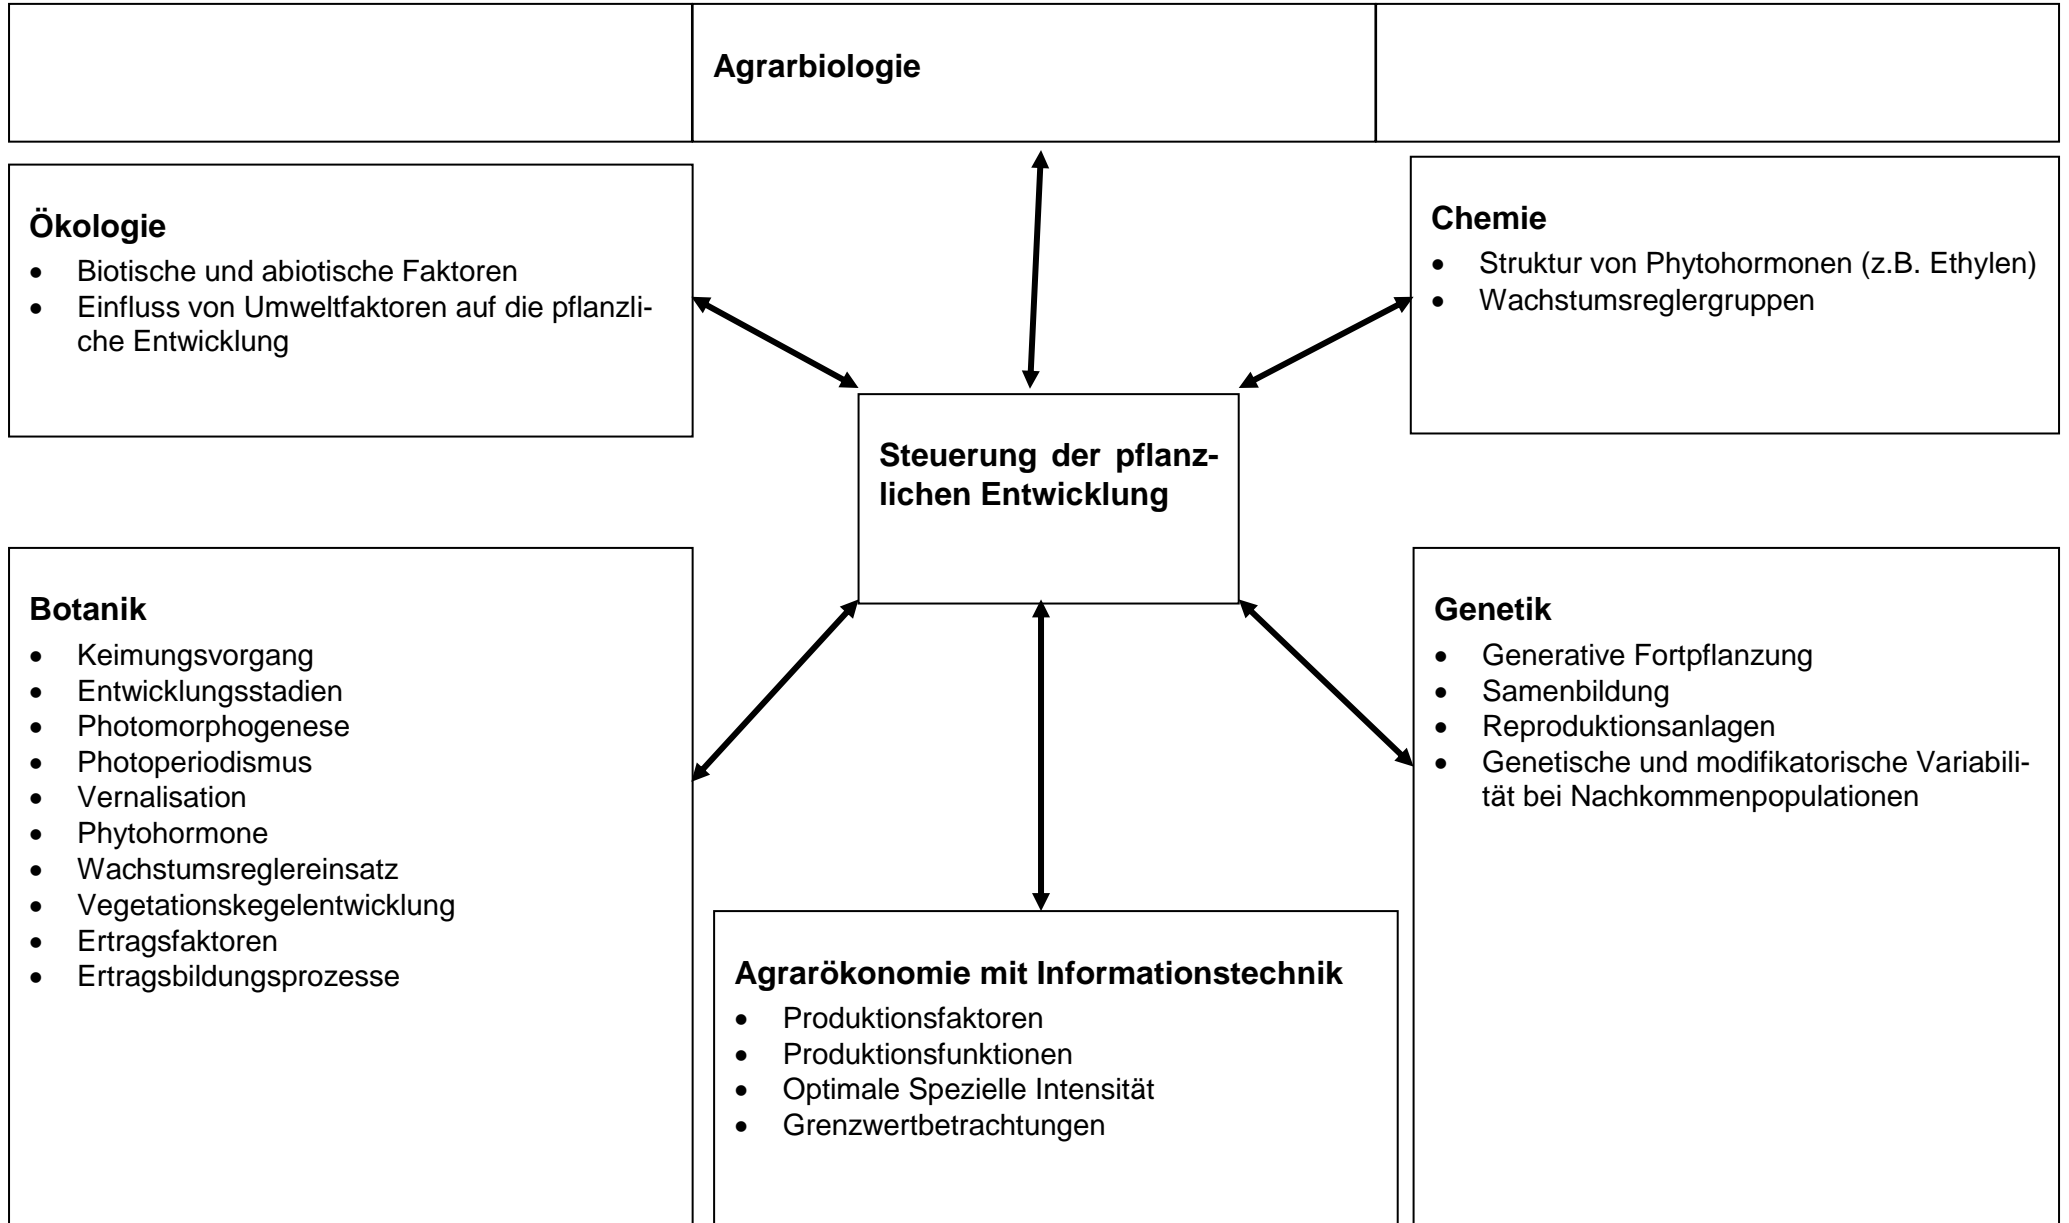 Agrarbiologie
Ökologie
• Biotische und abiotische Faktoren
• Einfluss von Umweltfaktoren auf die pflanzli-
che Entwicklung
Chemie
• Struktur von Phytohormonen (z.B. Ethylen)
• Wachstumsreglergruppen
Steuerung der pflanz-
lichen Entwicklung
Botanik
• Keimungsvorgang
• Entwicklungsstadien
• Photomorphogenese
• Photoperiodismus
• Vernalisation
• Phytohormone
• Wachstumsreglereinsatz
• Vegetationskegelentwicklung
• Ertragsfaktoren
• Ertragsbildungsprozesse
Genetik
• Generative Fortpflanzung
• Samenbildung
• Reproduktionsanlagen
• Genetische und modifikatorische Variabili-
tät bei Nachkommenpopulationen
Agrarökonomie mit Informationstechnik
• Produktionsfaktoren
• Produktionsfunktionen
• Optimale Spezielle Intensität
• Grenzwertbetrachtungen